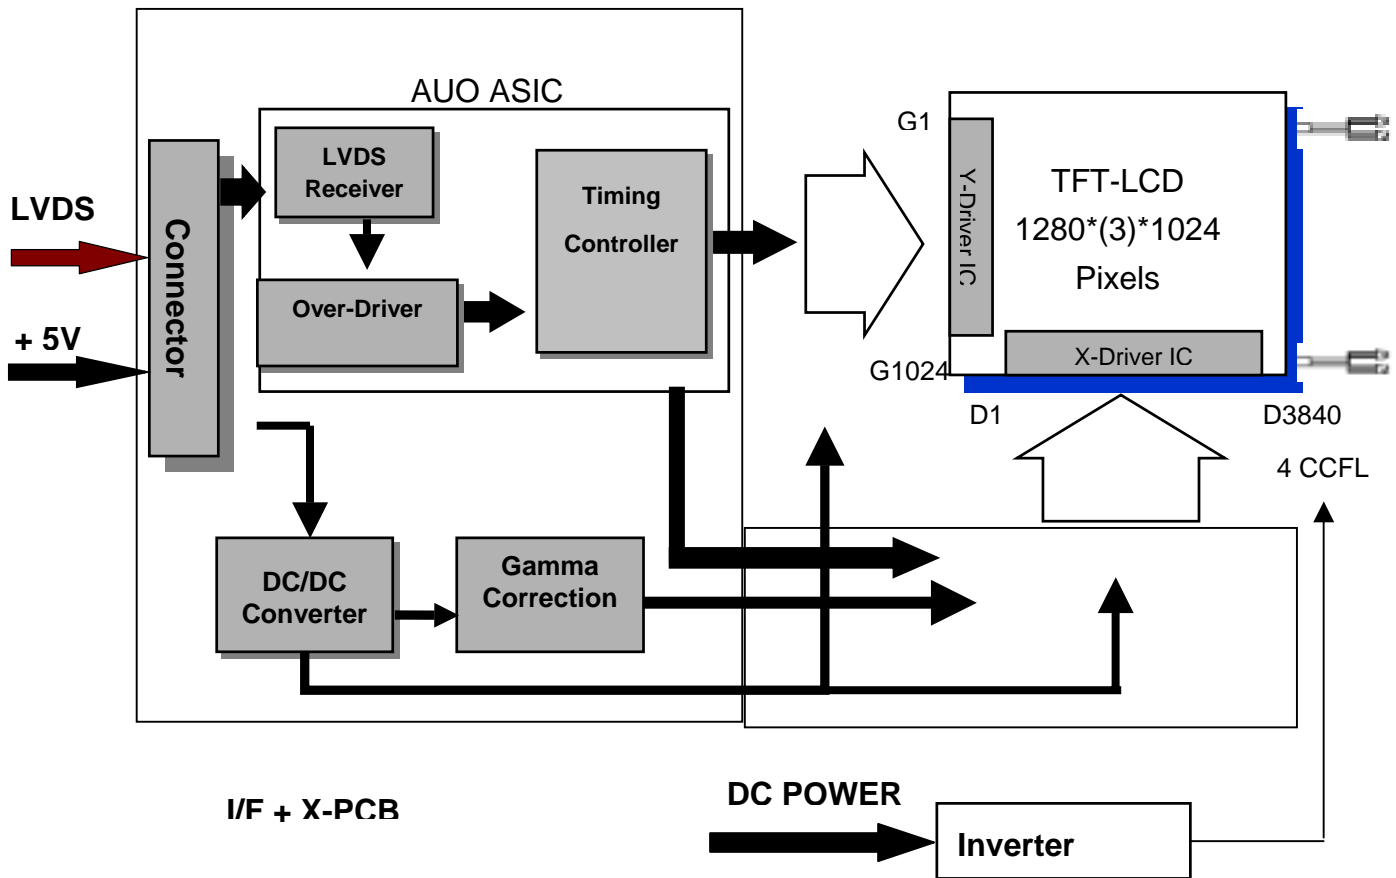 AUO ASIC
G1
LVDS
Receiver
Timing
Controller
Y-Driver IC
TFT-LCD
1280*(3)*1024
Pixels
LVDS
Connector
Over-Driver
+ 5V
X-Driver IC
G1024
D1
D3840
4 CCFL
DC/DC
Converter
Gamma
Correction
I/F + X-PCB
DC POWER
Inverter